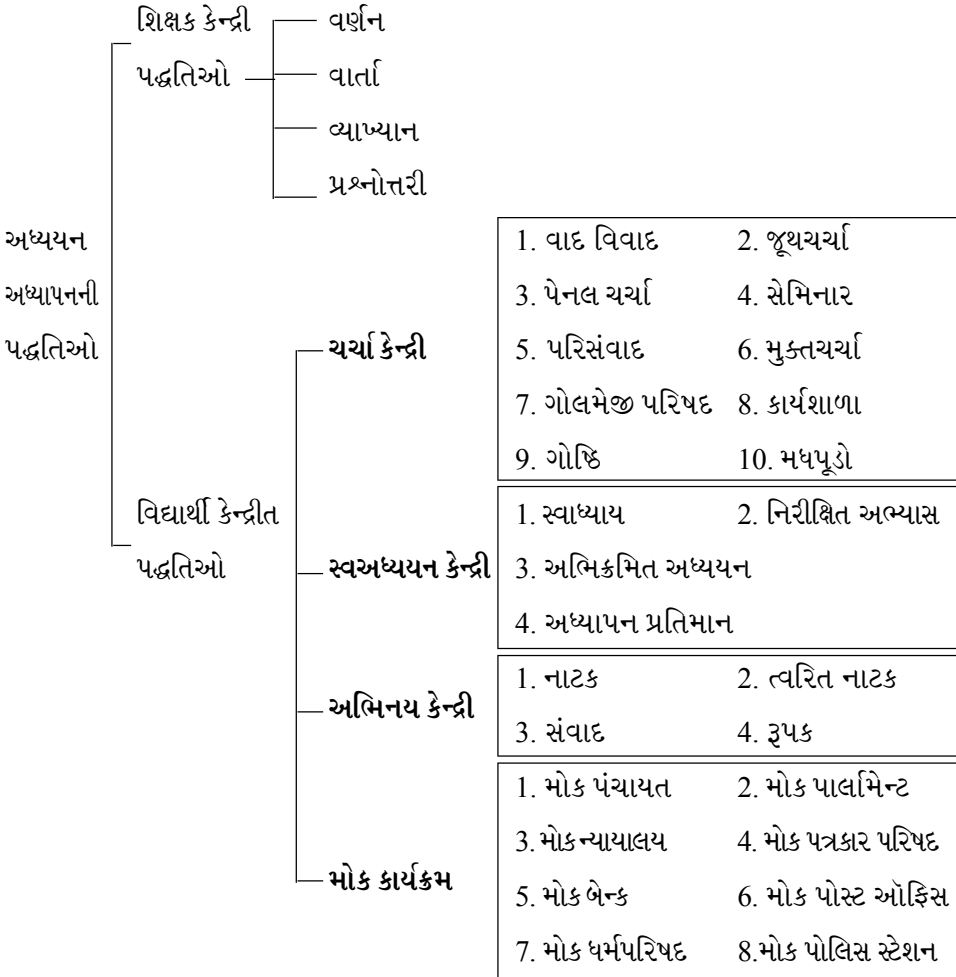 શિક્ષક કેન્દ્રી
પદ્ધતિઓ
વર્ણન
વાર્તા
વ્યાખ્યાન
પ્રશ્નોત્તરી
અધ્યયન
અધ્યાપનની
પદ્ધતિઓ
વિદ્યાર્થી કેન્દ્રીત
પદ્ધતિઓ
ચર્ચા કેન્દ્રી
1. વાદ વિવાદ 2. જૂથચર્ચા
3. પેનલ ચર્ચા 4. સેમિનાર
5. પરિસંવાદ 6. મુક્તચર્ચા
7. ગોલમેજી પરિષદ 8. કાર્યશાળા
9. ગોષ્ઠિ 10. મધપૂડો
સ્વઅધ્યયન કેન્દ્રી
1. સ્વાધ્યાય 2. નિરીક્ષિત અભ્યાસ
3. અભિક્રમિત અધ્યયન
4. અધ્યાપન પ્રતિમાન
અભિનય કેન્દ્રી
1. નાટક 2. ત્વરિત નાટક
3. સંવાદ 4. રૂપક
મોક કાર્યક્રમ
1. મોક પંચાયત 2. મોક પાર્લામેન્ટ
3. મોકન્યાયાલય 4. મોક પત્રકાર પરિષદ
5. મોક બેન્ક 6. મોક પોસ્ટ ઑફિસ
7. મોક ધર્મપરિષદ 8.મોક પોલિસ સ્ટેશન